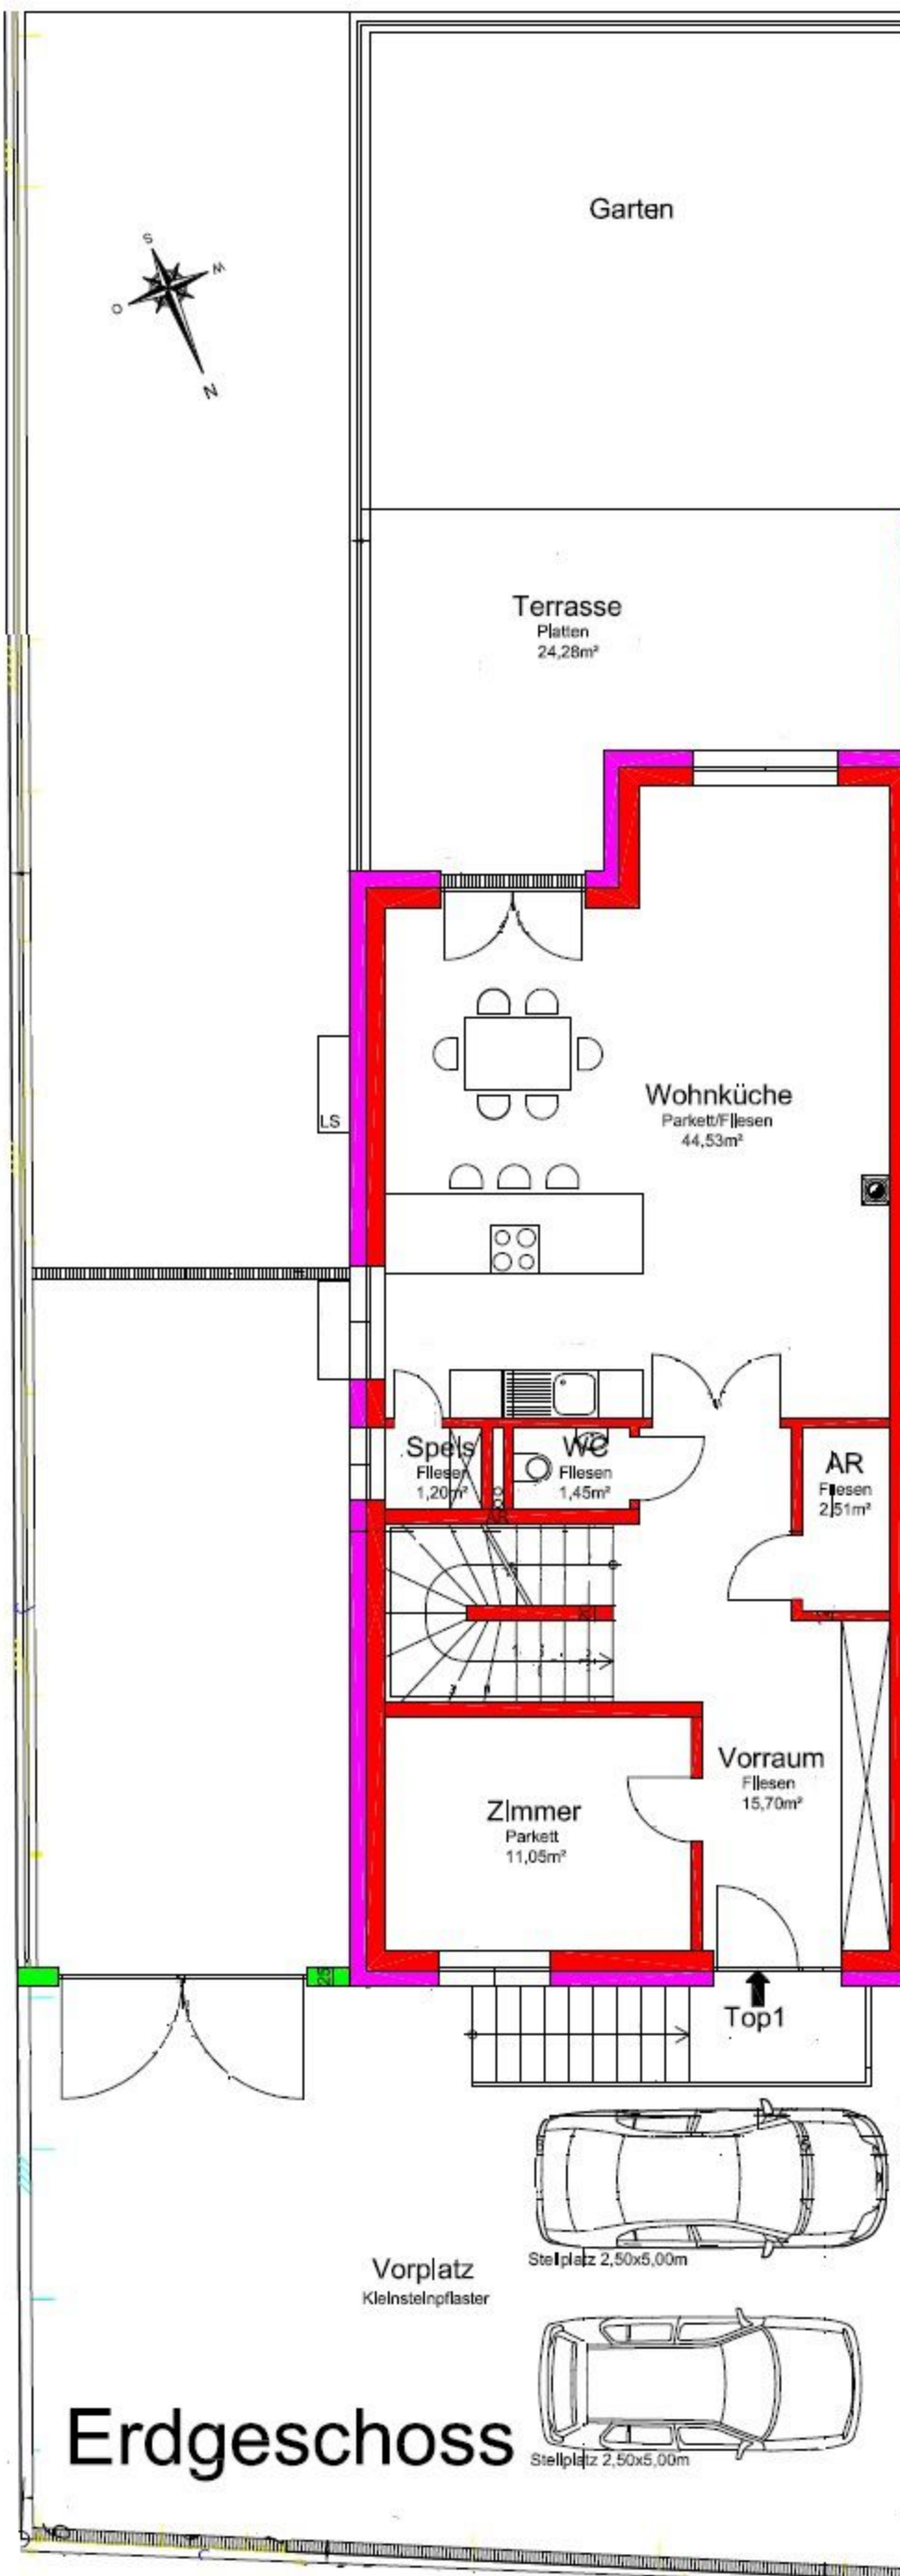 Garten
S
W
O
N
Terrasse
Platten
24,28m²
Wohnküche
Parkett/Fliesen
44,53m²
LS
Speis
Fliesen
1,20m²
WC
Fliesen
1,45m²
AR
Fliesen
2,51m²
AR
Vorraum
Fliesen
15,70m²
Zimmer
Parkett
11,05m²
25
Top1
Stellplatz 2,50x5,00m
Vorplatz
Kleinsteinpflaster
Erdgeschoss
Stellplatz 2,50x5,00m